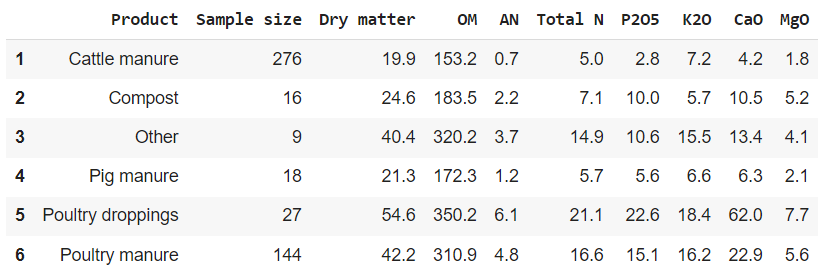 Product Sample size Dry matter OM AN Total N P2O5 K2O CaO MgO
1 Cattle manure 276 19.9 153.2 0.7 5.0 2.8 7.2 4.2 1.8
2 Compost 16 24.6 183.5 2.2 7.1 10.0 5.7 10.5 5.2
3 Other 9 40.4 320.2 3.7 14.9 10.6 15.5 13.4 4.1
4 Pig manure 18 21.3 172.3 1.2 5.7 5.6 6.6 6.3 2.1
5 Poultry droppings 27 54.6 350.2 6.1 21.1 22.6 18.4 62.0 7.7
6 Poultry manure 144 42.2 310.9 4.8 16.6 15.1 16.2 22.9 5.6